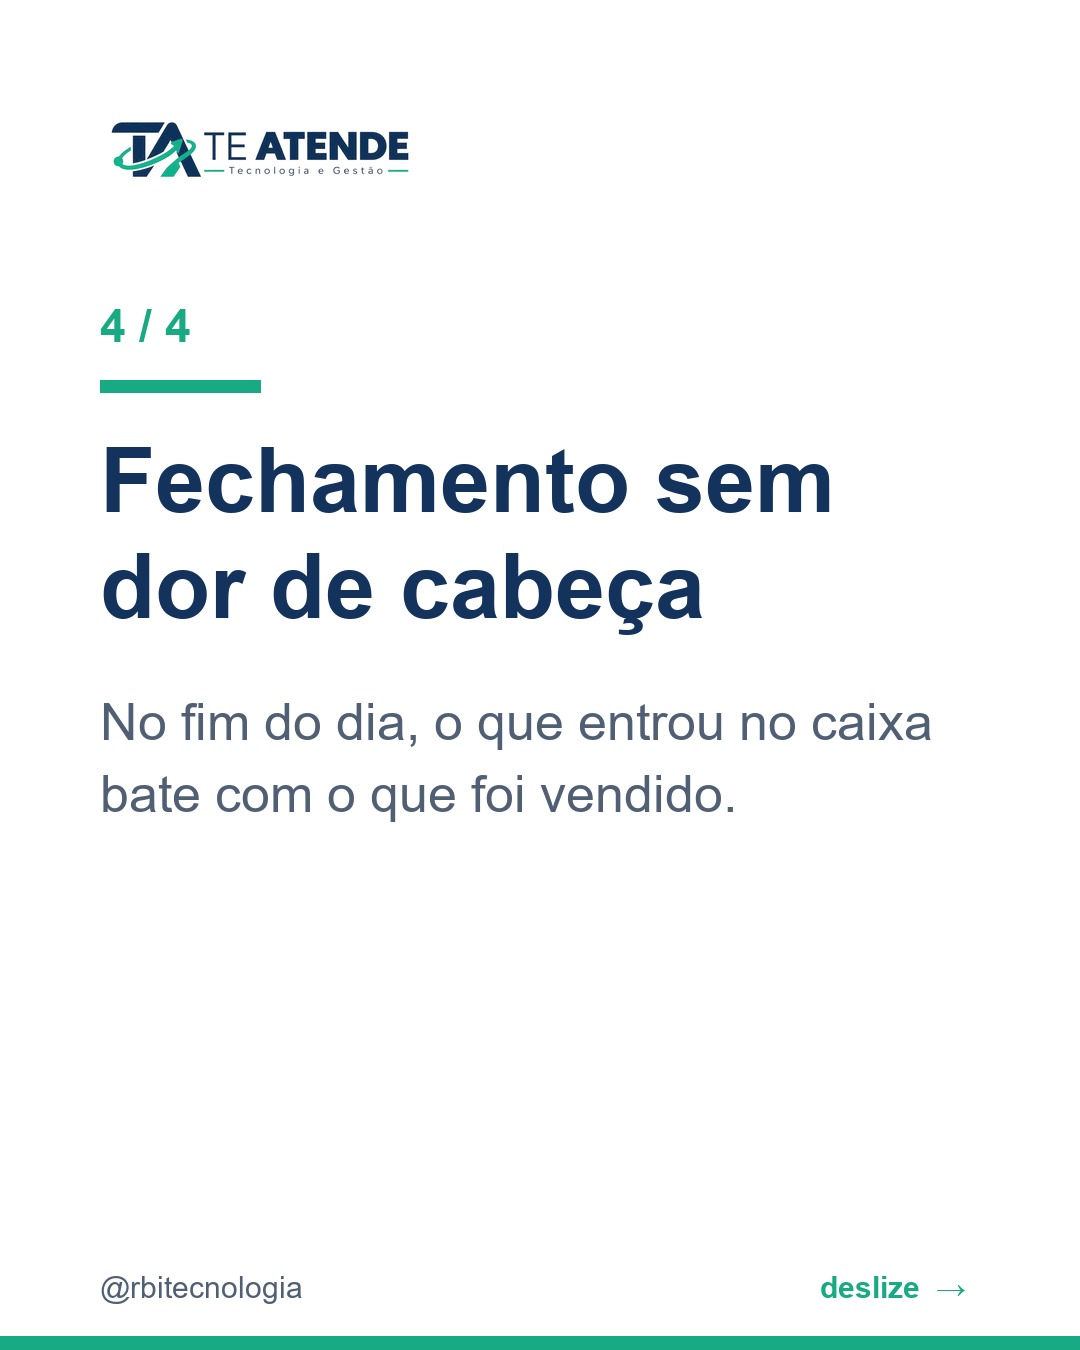 TE ATENDE
Tecnologia e Gestão
4 / 4
Fechamento sem
dor de cabeça
No fim do dia, o que entrou no caixa
bate com o que foi vendido.
@rbitecnologia
deslize →